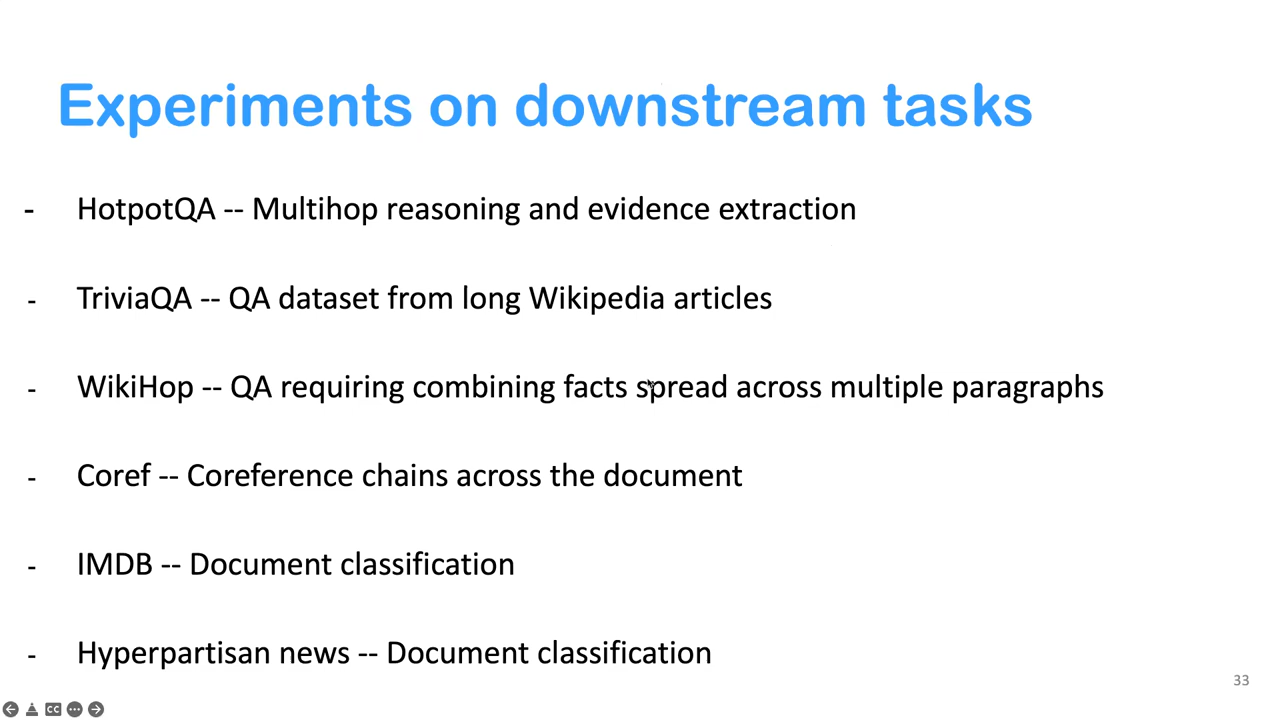 Experiments on downstream tasks
- HotpotQA -- Multihop reasoning and evidence extraction
- TriviaQA -- QA dataset from long Wikipedia articles
- WikiHop -- QA requiring combining facts spread across multiple paragraphs
- Coref -- Coreference chains across the document
- IMDB -- Document classification
- Hyperpartisan news -- Document classification
33
CC